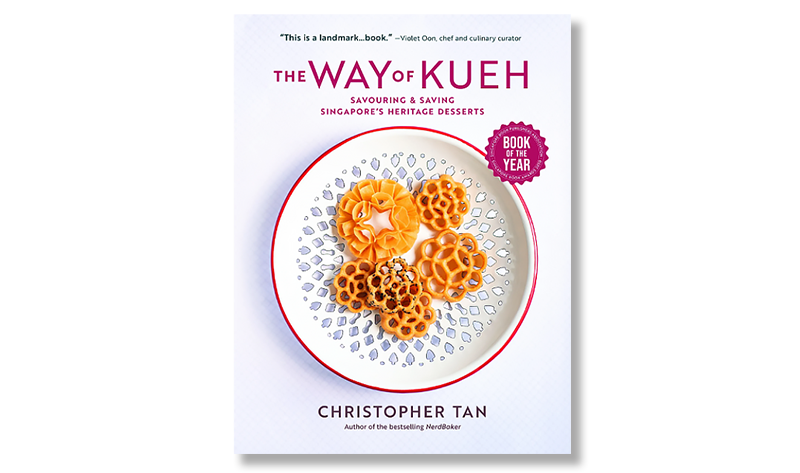 "This is a landmark...book." —Violet Oon, chef and culinary curator
THE WAY OF KUEH
SAVOURING & SAVING
SINGAPORE'S HERITAGE DESSERTS
BOOK
OF THE
YEAR
CHRISTOPHER TAN
Author of the bestselling NerdBaker